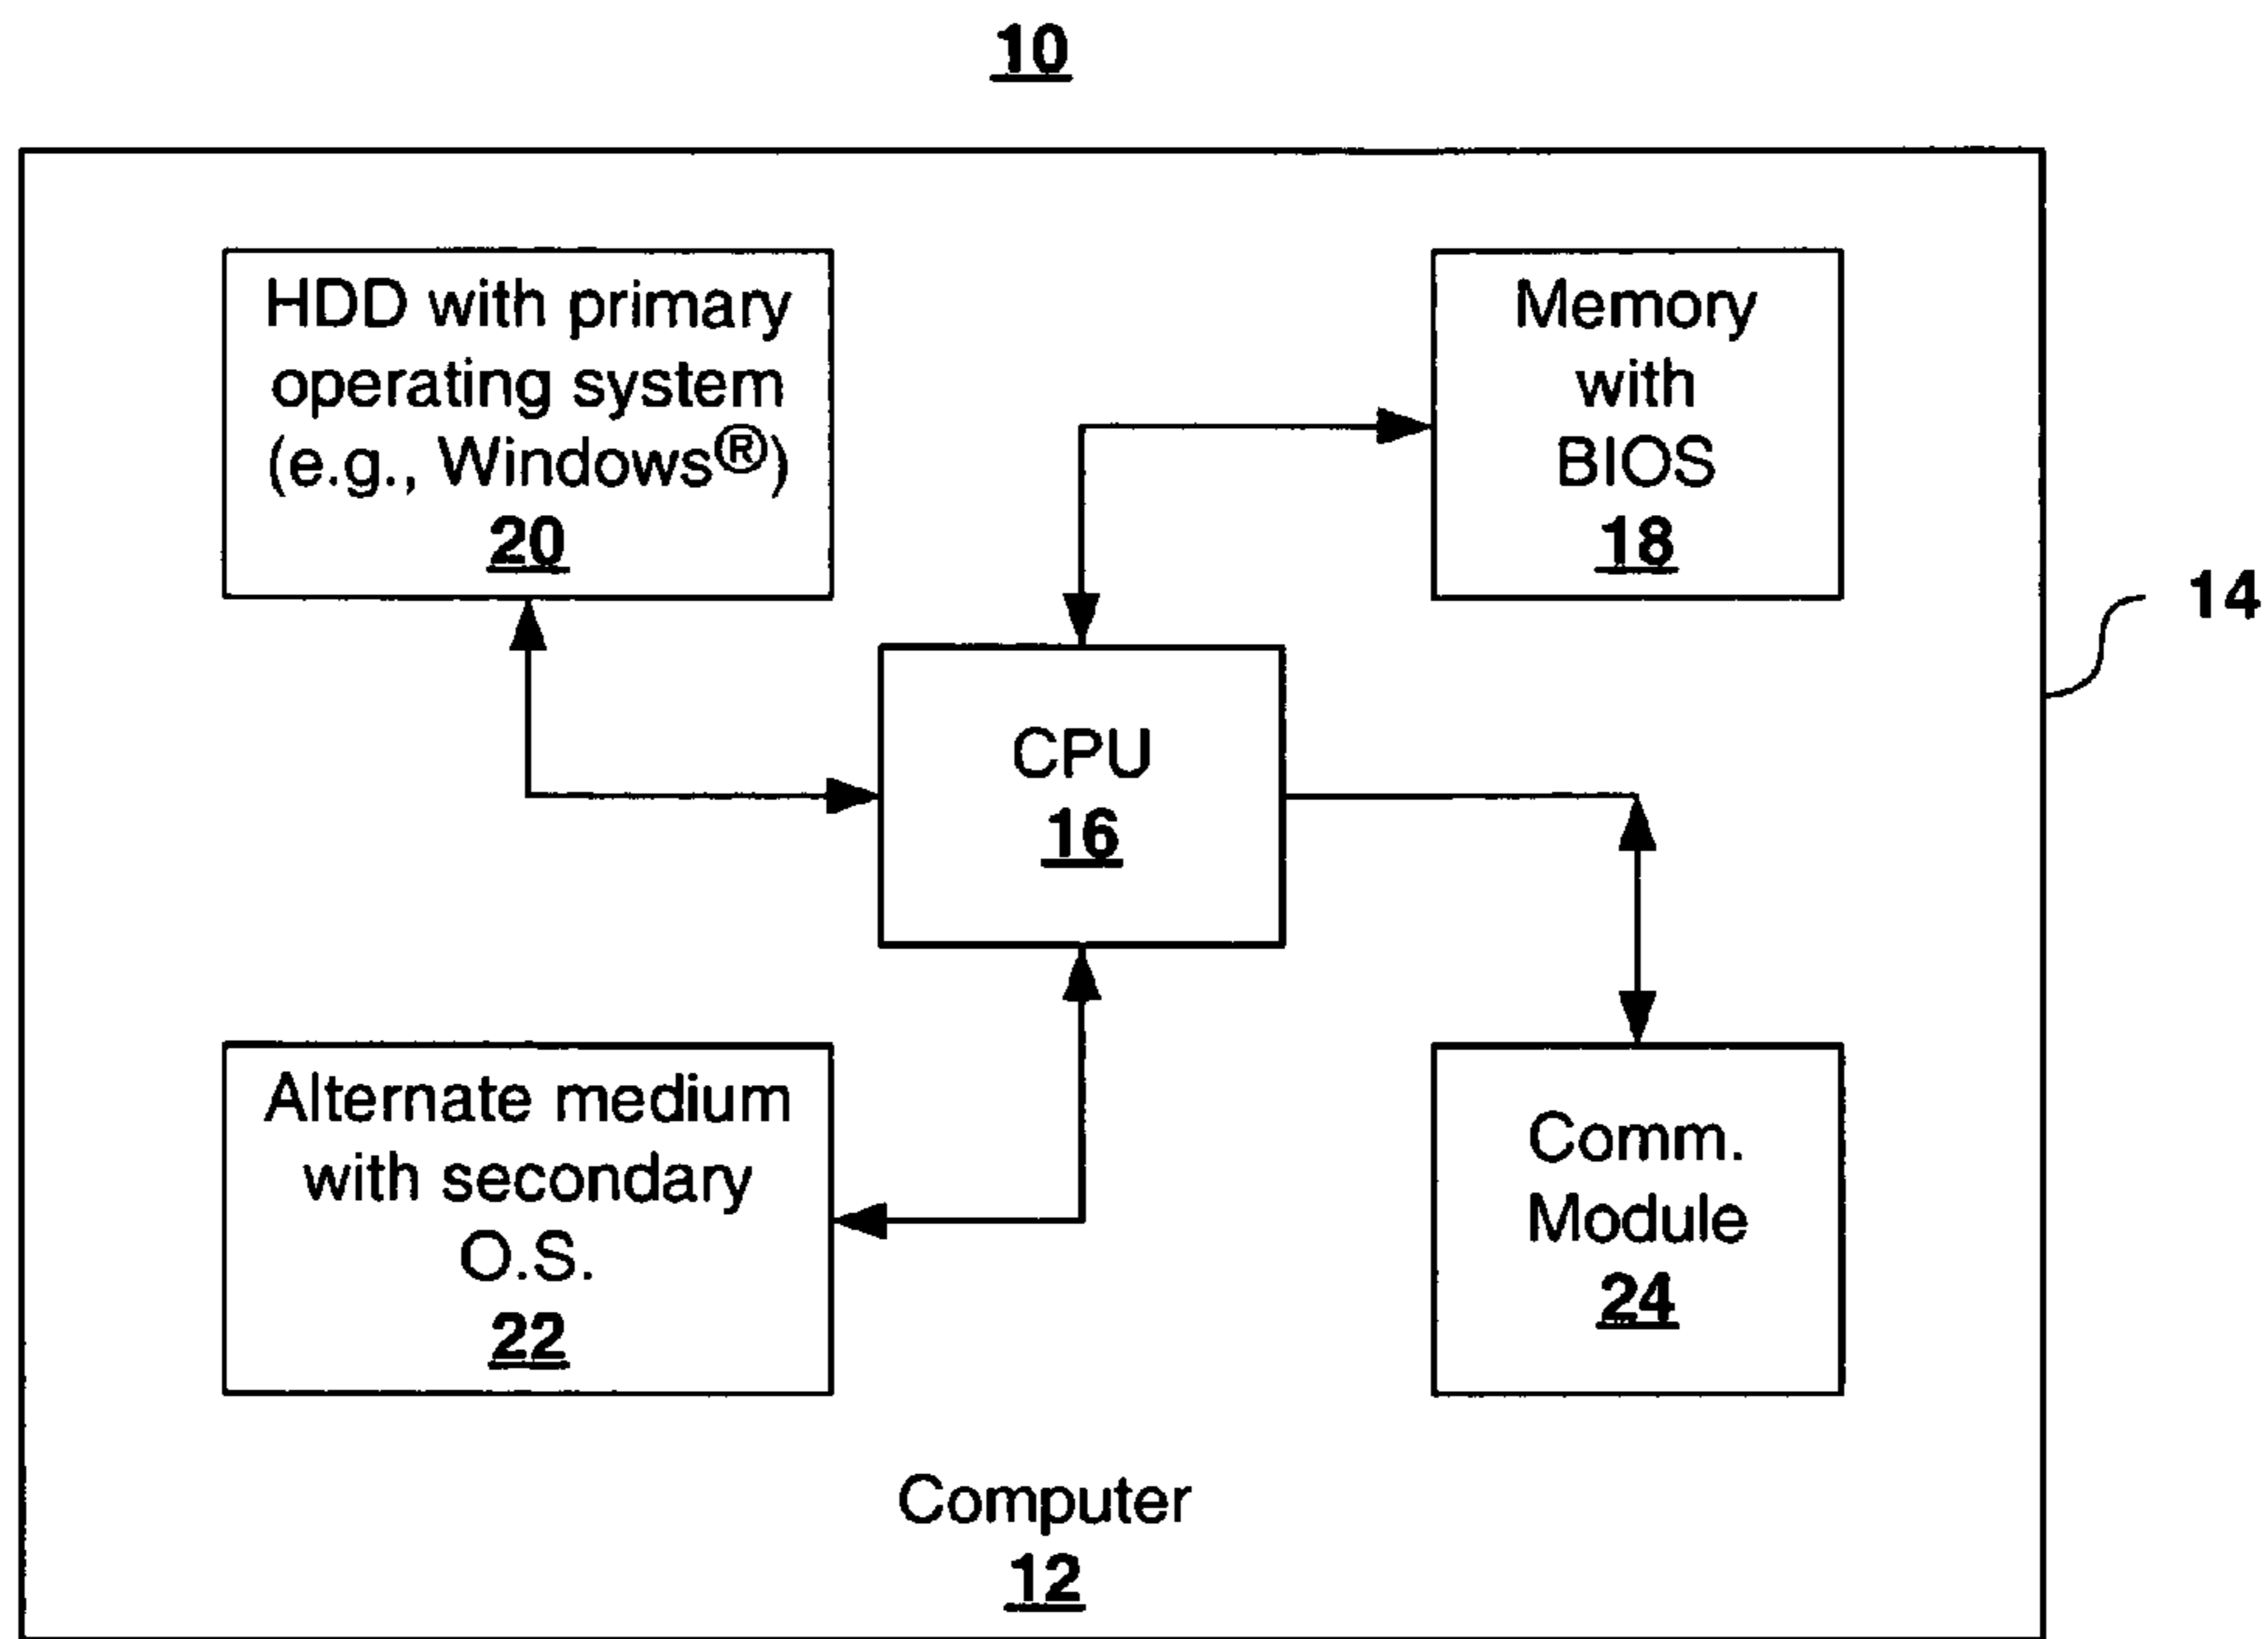 10
HDD with primary
operating system
(e.g., Windows®)
20
Memory
with
BIOS
18
14
CPU
16
Alternate medium
with secondary
O.S.
22
Comm.
Module
24
Computer
12